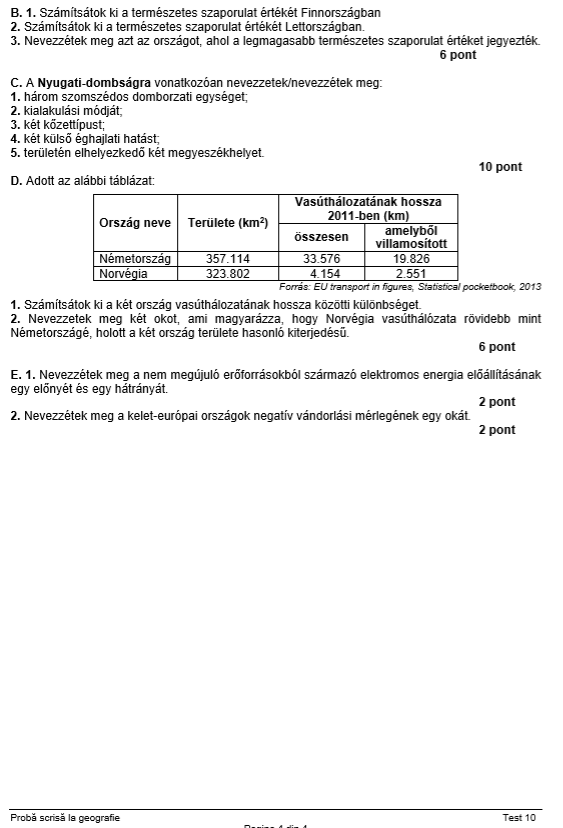 B. 1. Számítsátok ki a természetes szaporulat értékét Finnországban
2. Számítsátok ki a természetes szaporulat értékét Lettországban.
3. Nevezzétek meg azt az országot, ahol a legmagasabb természetes szaporulat értéket jegyezték.
6 pont
C. A Nyugati-dombságra vonatkozóan nevezzetek/nevezzétek meg:
1. három szomszédos domborzati egységet;
2. kialakulási módját;
3. két kőzettípust;
4. két külső éghajlati hatást;
5. területén elhelyezkedő két megyeszékhelyet.
10 pont
D. Adott az alábbi táblázat:
Ország neve Területe (km²) Vasúthálozatának hossza
2011-ben (km)
összesen amelyből
villamosított
Németország 357.114 33.576 19.826
Norvégia 323.802 4.154 2.551
Forrás: EU transport in figures, Statistical pocketbook, 2013
1. Számítsátok ki a két ország vasúthálozatának hossza közötti különbséget.
2. Nevezzetek meg két okot, ami magyarázza, hogy Norvégia vasúthálózata rövidebb mint
Németországé, holott a két ország területe hasonló kiterjedésű.
6 pont
E. 1. Nevezzétek meg a nem megújuló erőforrásokból származó elektromos energia előállításának
egy előnyét és egy hátrányát.
2 pont
2. Nevezzétek meg a kelet-európai országok negatív vándorlási mérlegének egy okát.
2 pont
Probă scrisă la geografie Test 10
Pagina 4 din 4